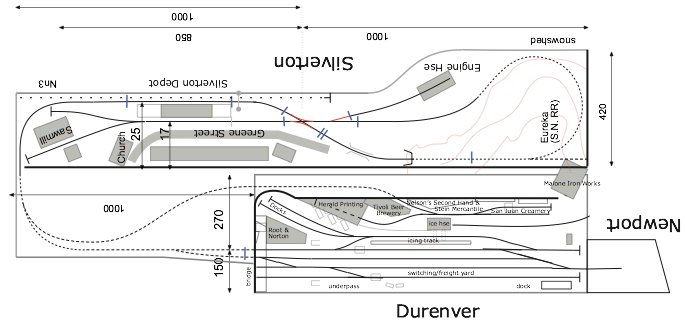 1000
850
1000
snowshed
Silverton
Nn3
Silverton Depot
Engine Hse
Sawmill
Church
25
17
Greene Street
Eureka
(S.N. RR)
420
Malone Iron Works
1000
270
150
Docks
Herald Printing
Tivoli Beer
Brewery
Nelson's Second Hand &
Stein Mercantile
San Juan Creamery
Root &
Norton
ice hse
icing track
Newport
bridge
switching/freight yard
underpass
dock
Durenver